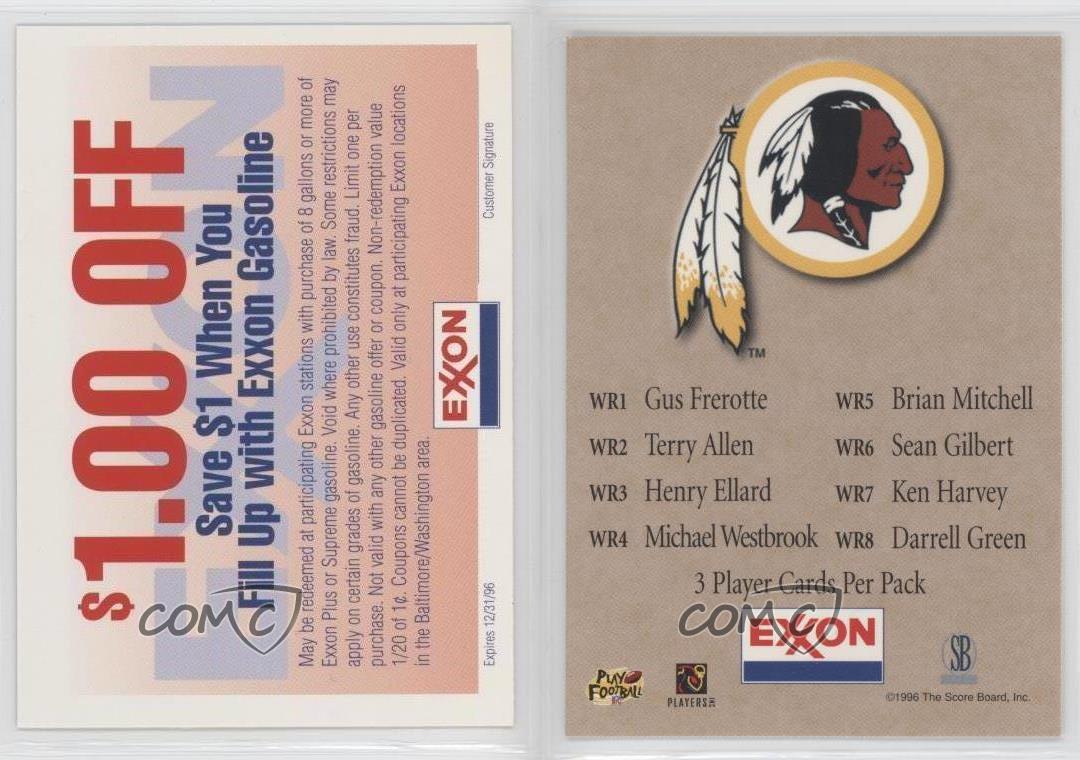 $1.00 OFF
Save $1 When You
Fill Up with Exxon Gasoline
May be redeemed at participating Exxon stations with purchase of 8 gallons or more of
Exxon Plus or Supreme gasoline. Void where prohibited by law. Some restrictions may
apply on certain grades of gasoline. Any other use constitutes fraud. Limit one per
purchase. Not valid with any other gasoline offer or coupon. Non-redemption value
1/20 of 1¢. Coupons cannot be duplicated. Valid only at participating Exxon locations
in the Baltimore/Washington area.
EXXON
Expires 12/31/96
Customer Signature
EXXON
COMC
TM
WR1 Gus Frerotte
WR2 Terry Allen
WR3 Henry Ellard
WR4 Michael Westbrook
WR5 Brian Mitchell
WR6 Sean Gilbert
WR7 Ken Harvey
WR8 Darrell Green
3 Player Cards Per Pack
COMC
EXXON
PLAY
FOOTBALL
PLAYERS INC
SB
©1996 The Score Board, Inc.